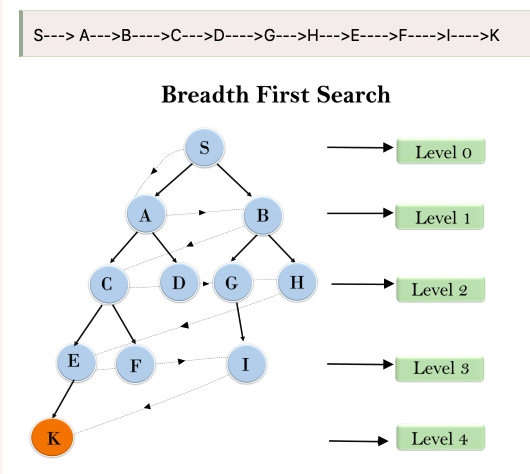 S---> A--->B---->C--->D---->G--->H--->E---->F---->I---->K
Breadth First Search
S
Level 0
A
B
Level 1
C
D
G
H
Level 2
E
F
I
Level 3
K
Level 4